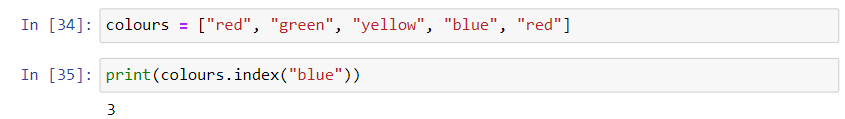 In [34]: colours = ["red", "green", "yellow", "blue", "red"]
In [35]: print(colours.index("blue"))
3